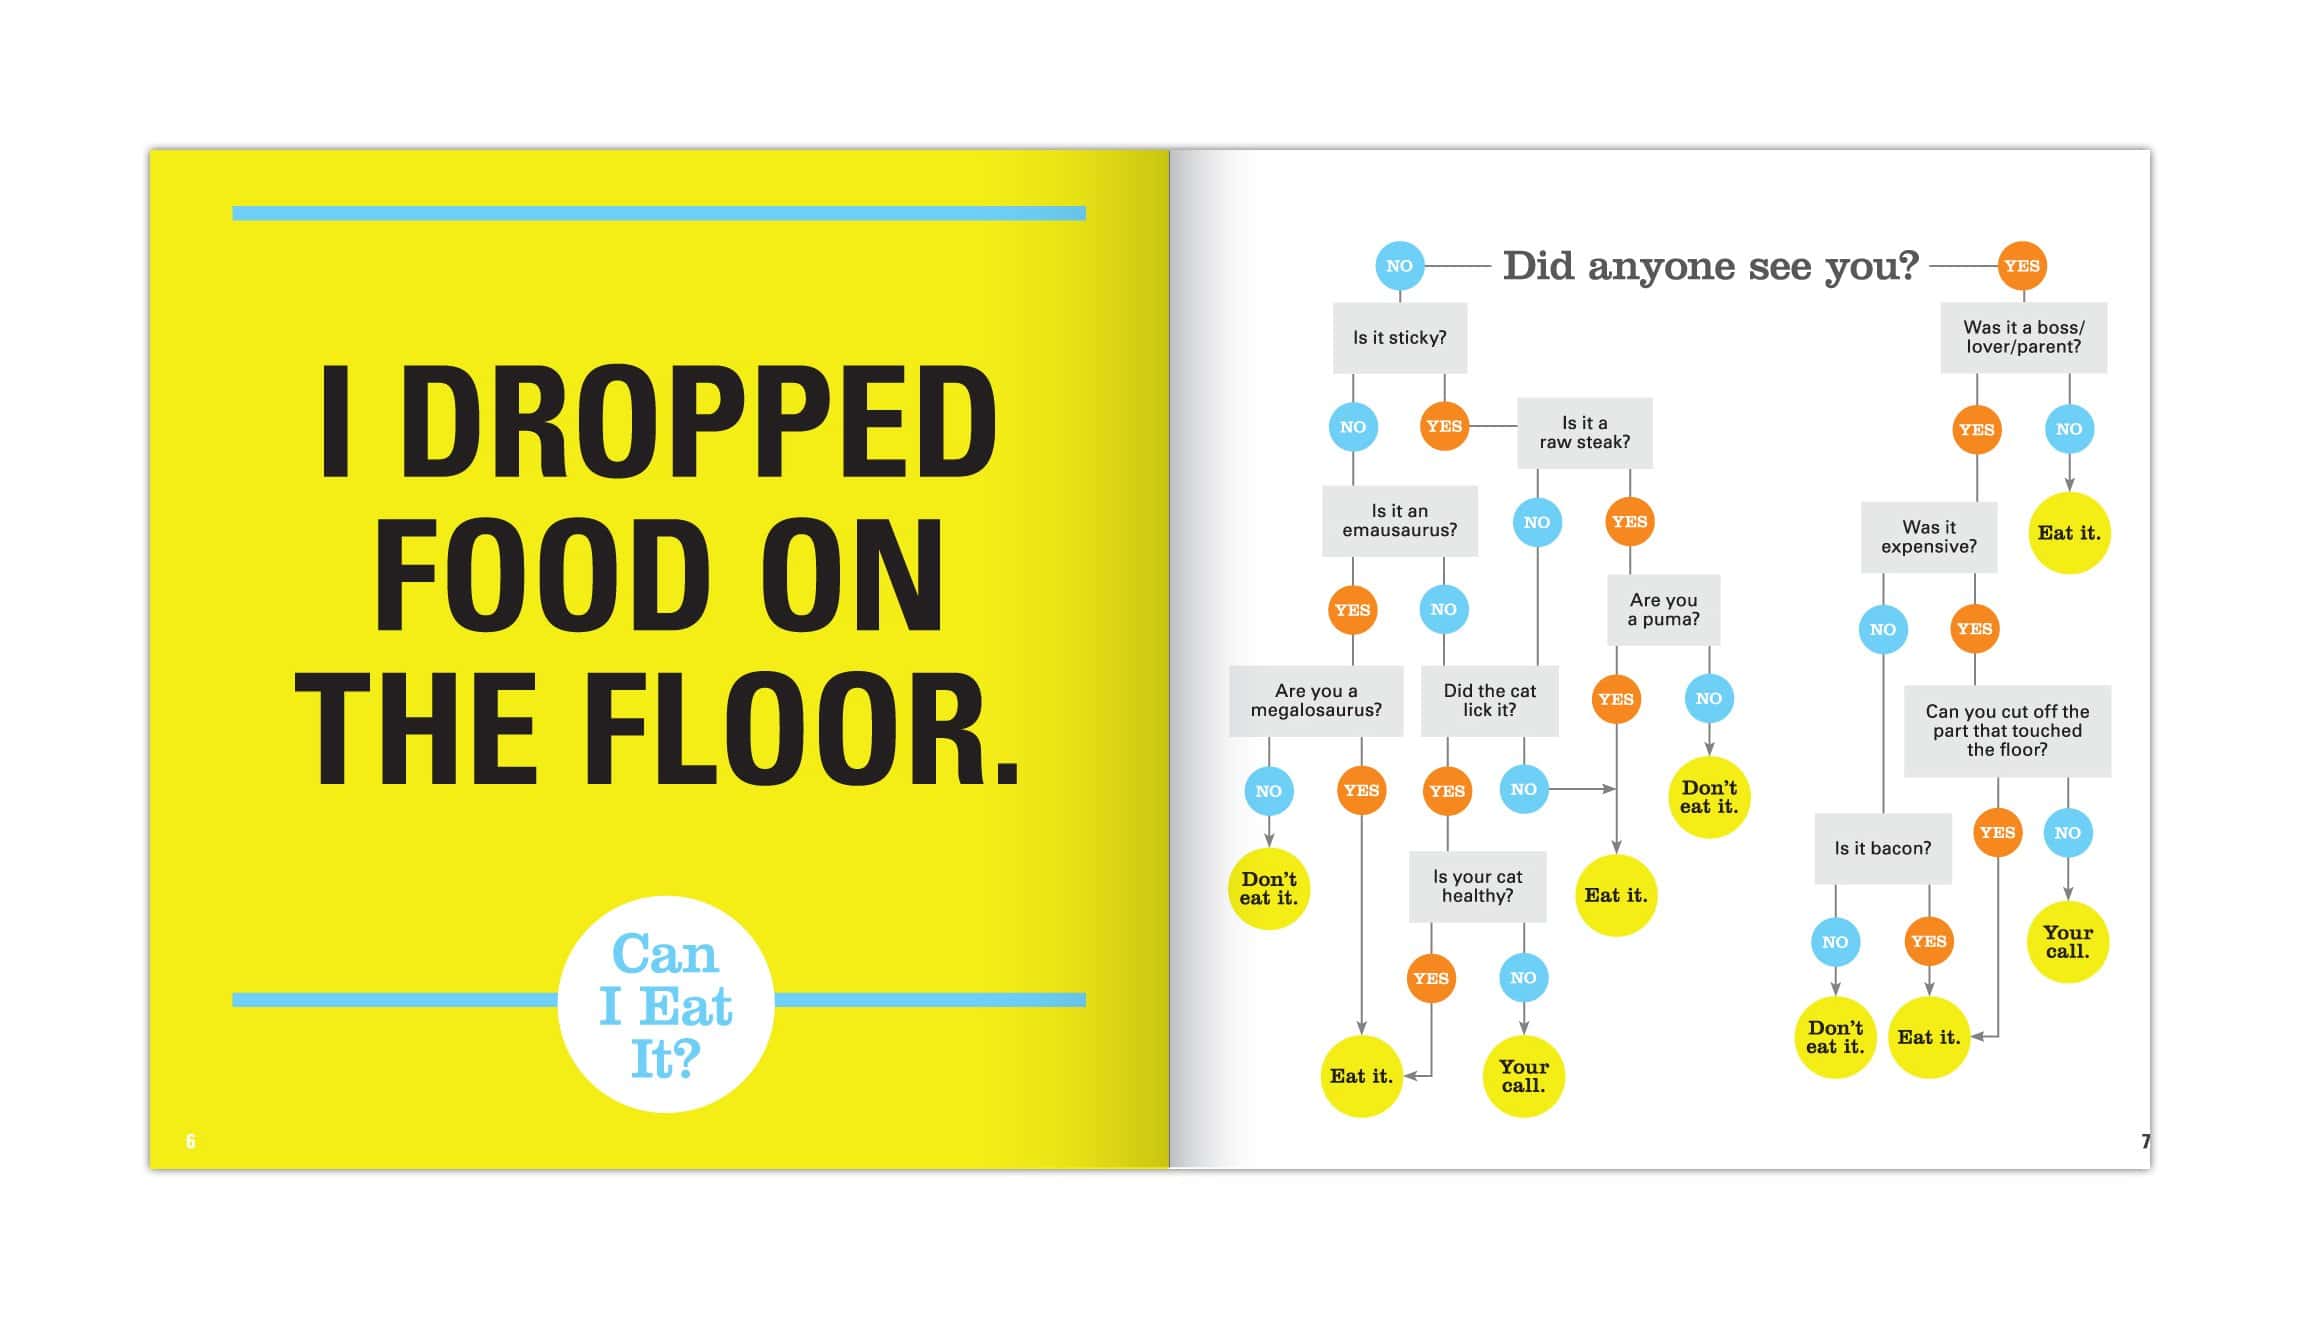 I DROPPED
FOOD ON
THE FLOOR.
Can
I Eat
It?
6
NO
Did anyone see you?
YES
Is it sticky?
Was it a boss/
lover/parent?
NO
YES
Is it a
raw steak?
YES
NO
Is it an
emausaurus?
NO
YES
Was it
expensive?
Eat it.
YES
NO
Are you
a puma?
NO
YES
Are you a
megalosaurus?
Did the cat
lick it?
YES
NO
Can you cut off the
part that touched
the floor?
NO
YES
YES
NO
Don't
eat it.
Is it bacon?
YES
NO
Don't
eat it.
Is your cat
healthy?
Eat it.
NO
YES
Your
call.
YES
NO
Don't
eat it.
Eat it.
Eat it.
Your
call.
7